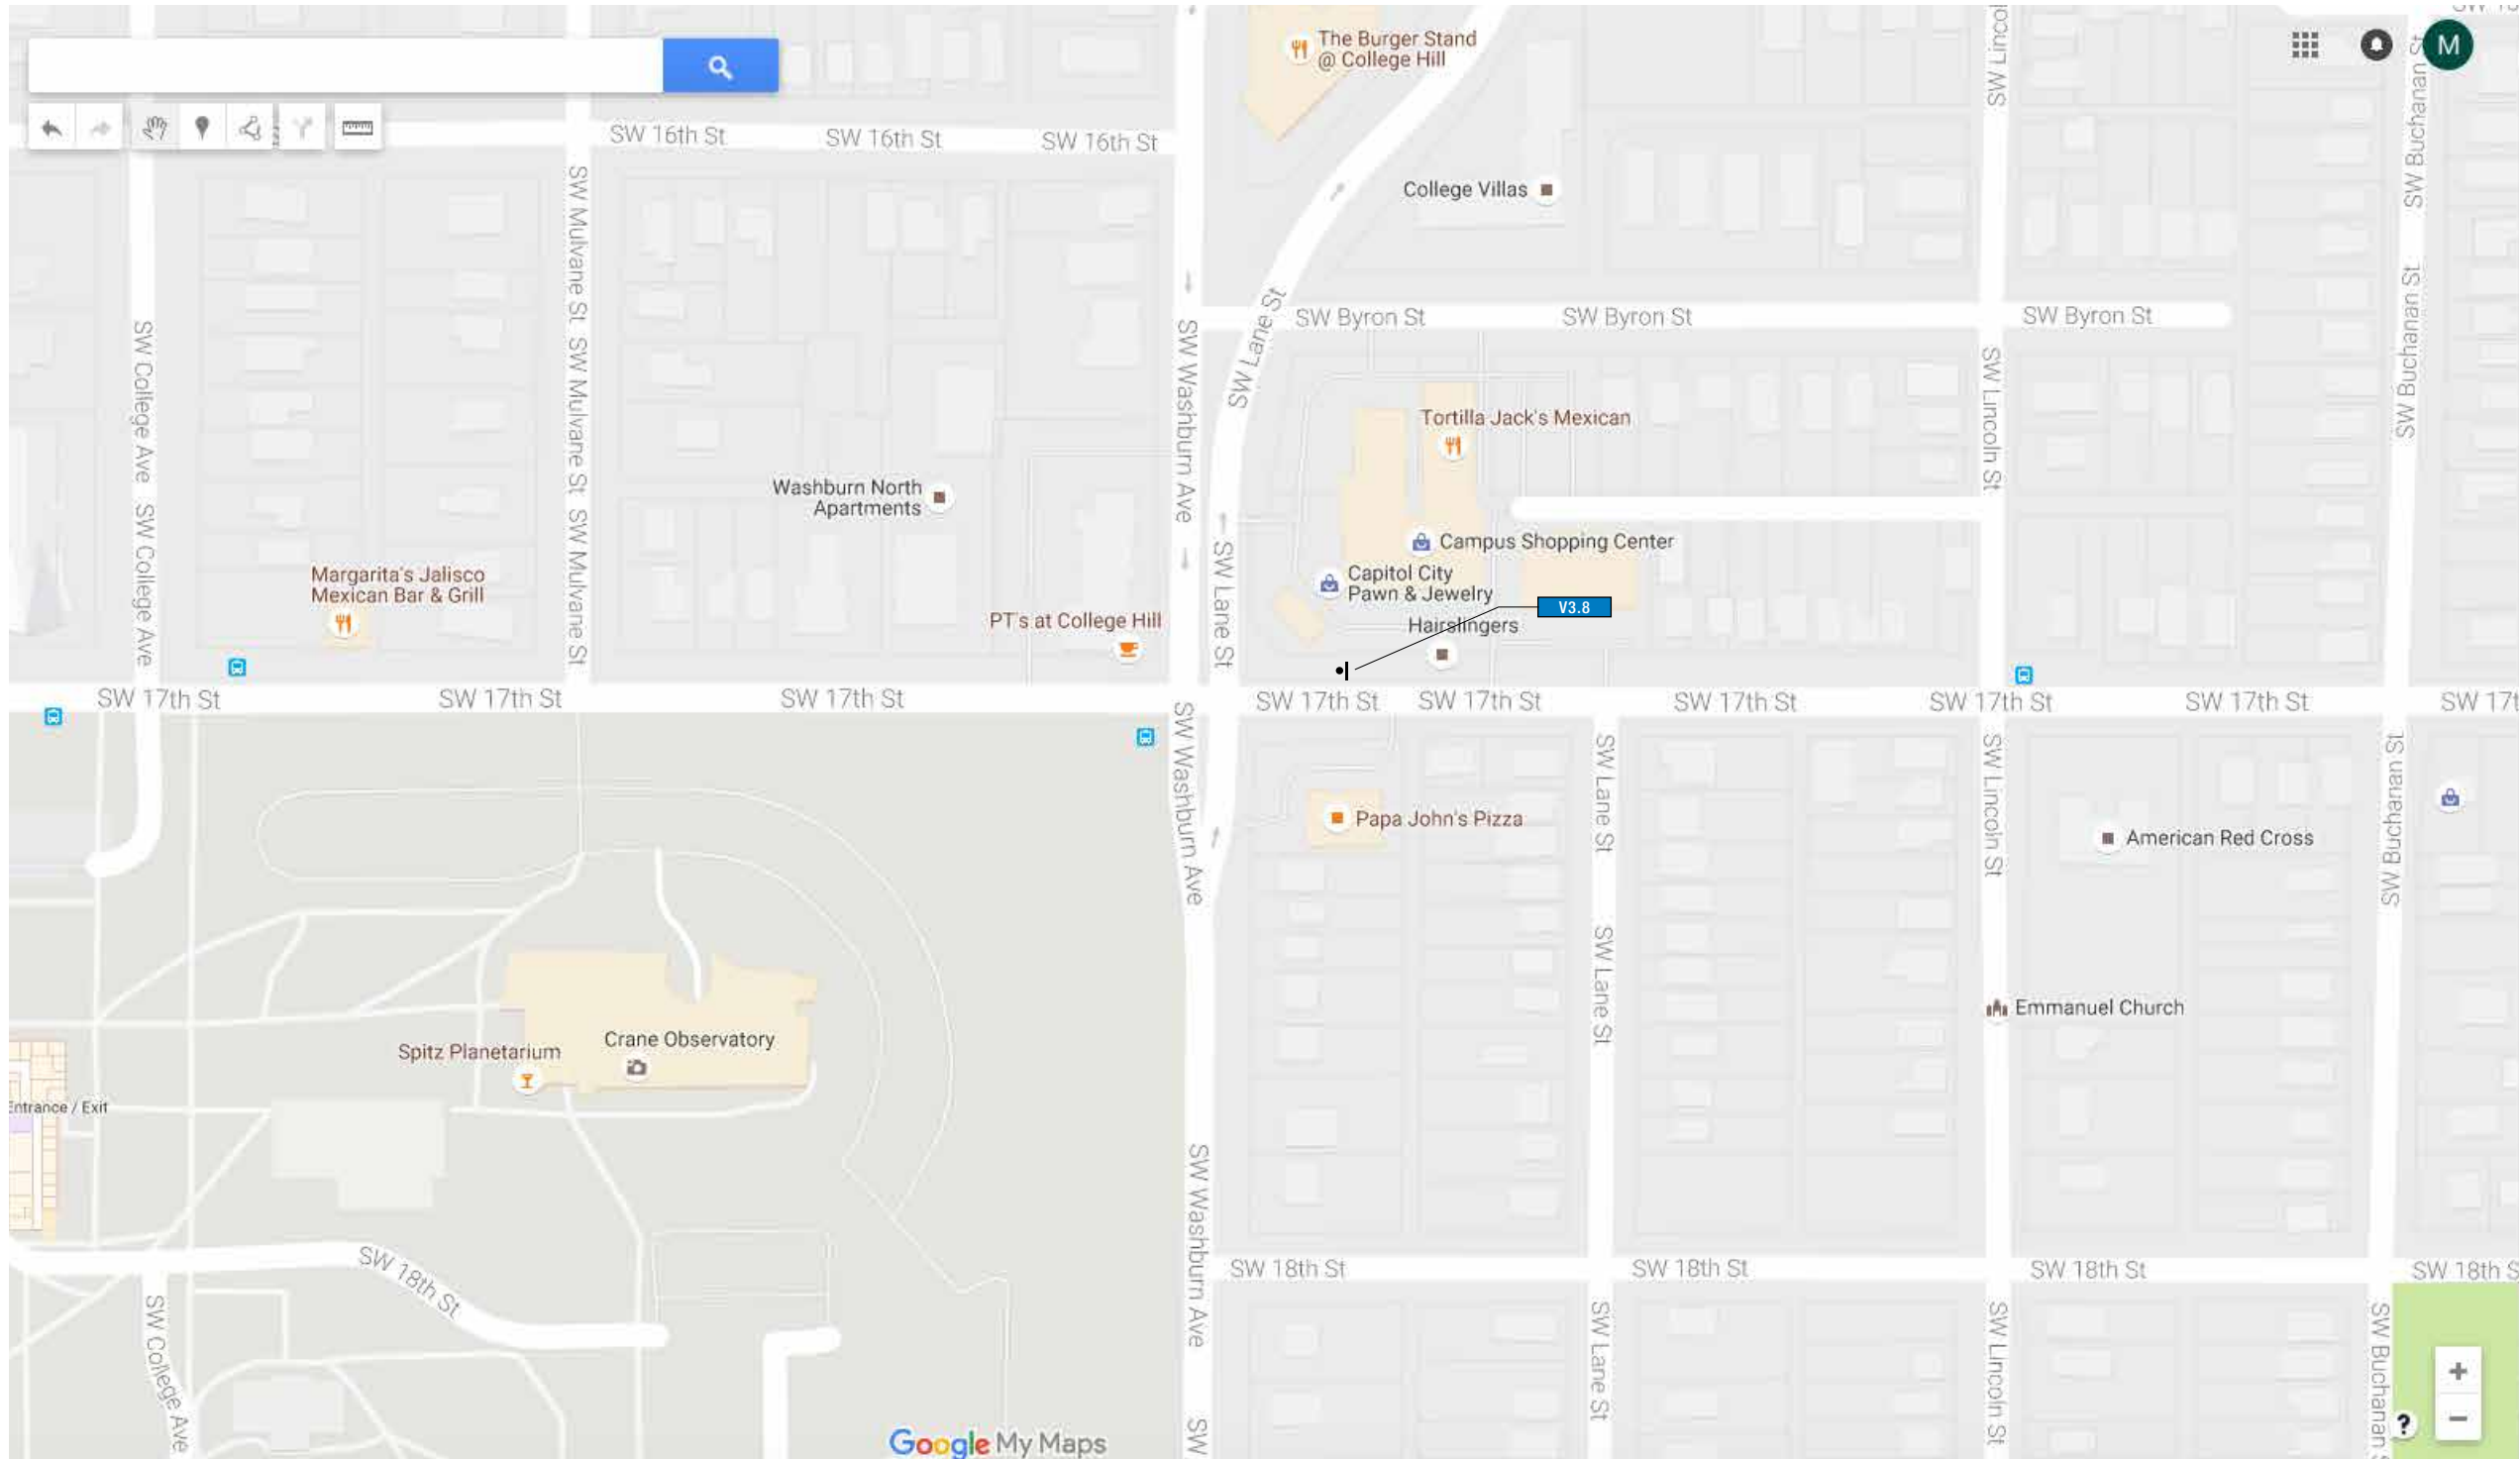 The Burger Stand
@ College Hill
M
SW Buchanan St
SW 16th St
SW 16th St
SW 16th St
College Villas
SW Buchanan St
SW Mulvane St
SW Lane St
SW Byron St
SW Byron St
SW Byron St
SW Buchanan St
SW College Ave
SW Mulvane St
SW Washburn Ave
SW Lincoln St
Tortilla Jack's Mexican
Washburn North
Apartments
SW College Ave
SW Mulvane St
SW Lane St
Campus Shopping Center
Margarita's Jalisco
Mexican Bar & Grill
Capitol City
Pawn & Jewelry
V3.8
PT's at College Hill
Hairslingers
SW 17th St
SW 17th St
SW 17th St
SW 17th St
SW 17th St
SW 17th St
SW 17th St
SW 17th St
SW 17t
SW Washburn Ave
SW Lane St
SW Lincoln St
SW Buchanan St
Papa John's Pizza
American Red Cross
SW Lane St
Emmanuel Church
Crane Observatory
Spitz Planetarium
Entrance / Exit
SW Washburn Ave
SW 18th St
SW 18th St
SW 18th St
SW 18th St
SW 18th S
SW College Ave
SW Lane St
SW Lincoln St
SW Buchanan S
SW
Google My Maps
+
−
?